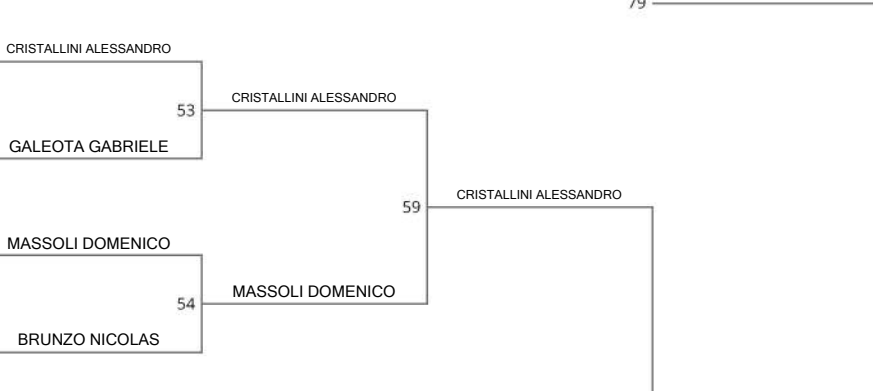 79
CRISTALLINI ALESSANDRO
53
CRISTALLINI ALESSANDRO
GALEOTA GABRIELE
59
CRISTALLINI ALESSANDRO
MASSOLI DOMENICO
54
MASSOLI DOMENICO
BRUNZO NICOLAS